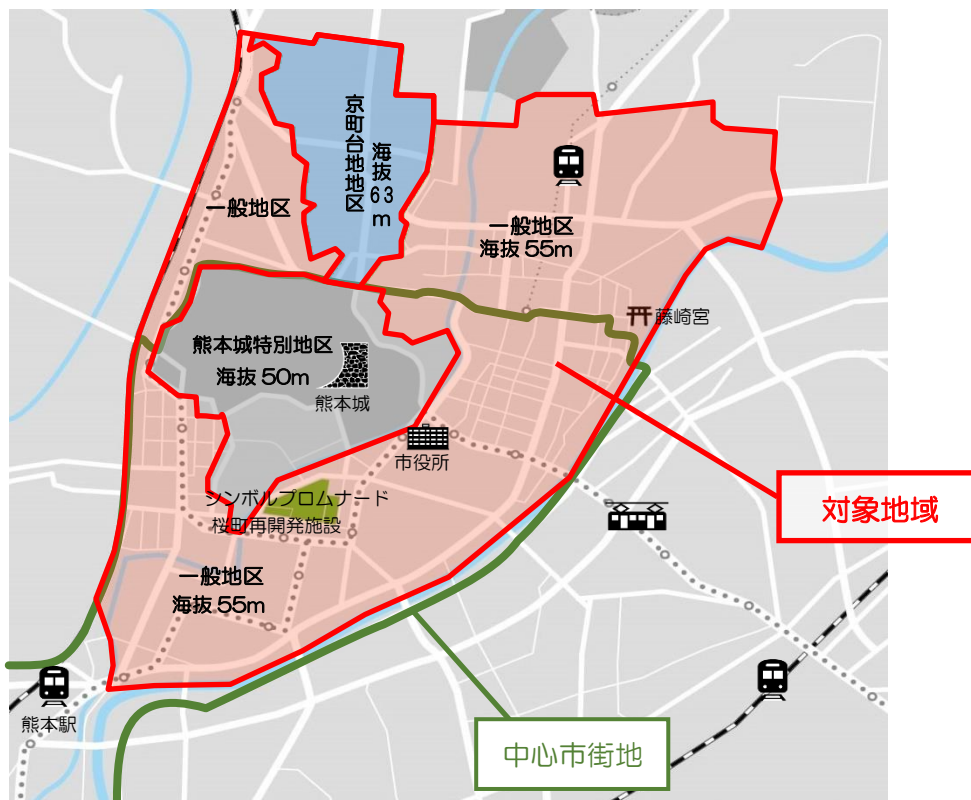 京町台地地区
海抜63m
一般地区
一般地区
海抜55m
藤崎宮
熊本城特別地区
海抜50m
熊本城
市役所
シンボルプロムナード
桜町再開発施設
対象地域
一般地区
海抜55m
熊本駅
中心市街地